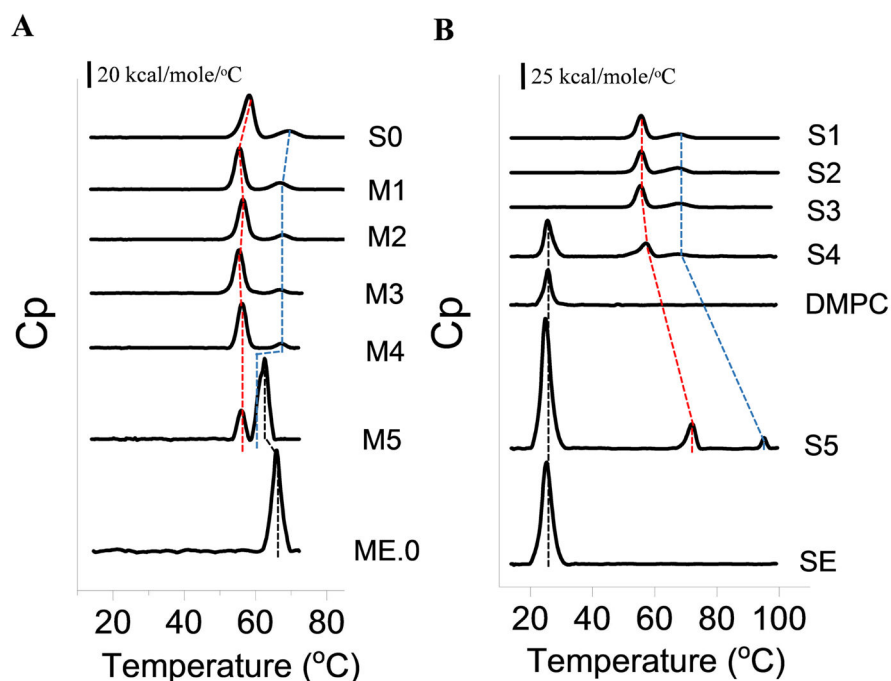 A
20 kcal/mole/°C
S0
M1
M2
M3
M4
M5
ME.0
Cp
20 40 60 80
Temperature (°C)
B
25 kcal/mole/°C
S1
S2
S3
S4
DMPC
S5
SE
Cp
20 40 60 80 100
Temperature (°C)